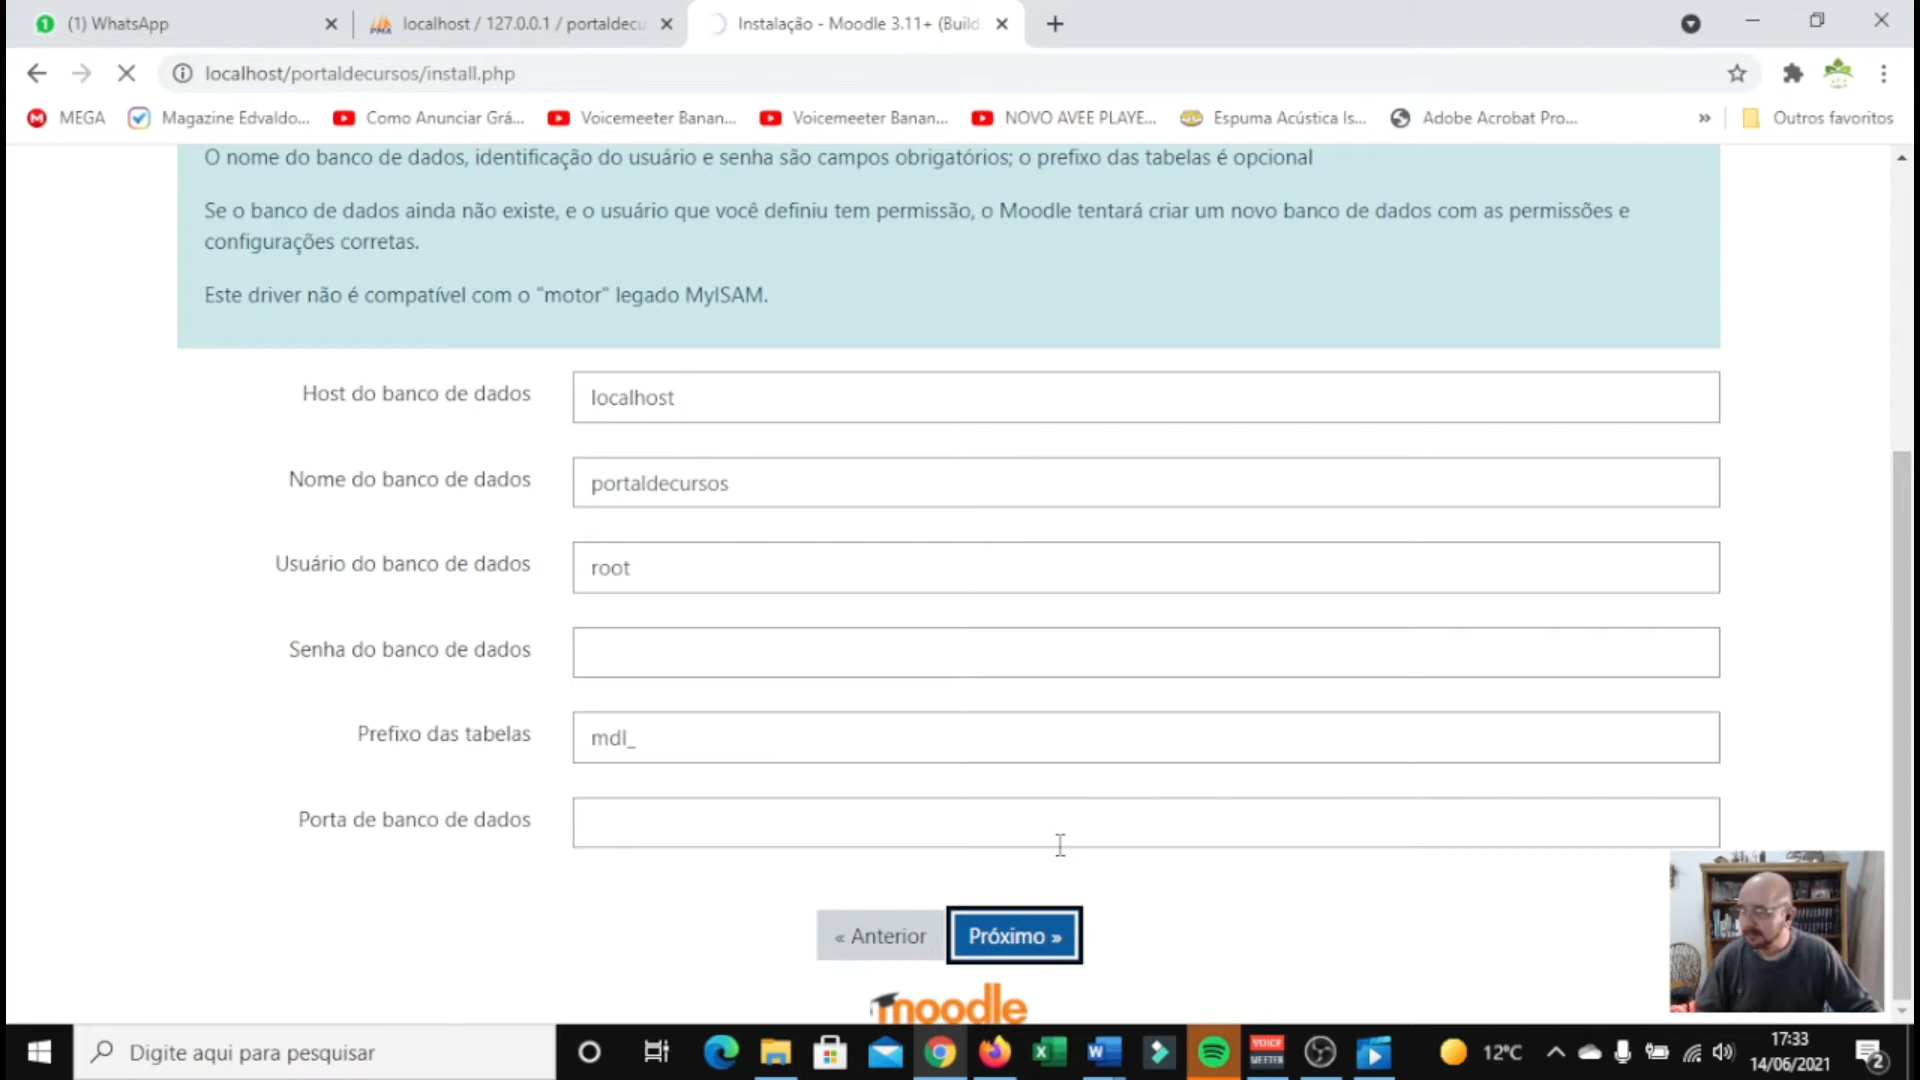 (1) WhatsApp
localhost / 127.0.0.1 / portaldecu
Instalação - Moodle 3.11+ (Build:
localhost/portaldecursos/install.php
MEGA
Magazine Edvaldo...
Como Anunciar Grá...
Voicemeeter Banan...
Voicemeeter Banan...
NOVO AVEE PLAYE...
Espuma Acústica Is...
Adobe Acrobat Pro...
»
Outros favoritos
O nome do banco de dados, identificação do usuário e senha são campos obrigatórios; o prefixo das tabelas é opcional
Se o banco de dados ainda não existe, e o usuário que você definiu tem permissão, o Moodle tentará criar um novo banco de dados com as permissões e
configurações corretas.
Este driver não é compatível com o "motor" legado MyISAM.
Host do banco de dados
localhost
Nome do banco de dados
portaldecursos
Usuário do banco de dados
root
Senha do banco de dados
Prefixo das tabelas
mdl_
Porta de banco de dados
« Anterior
Próximo »
moodle
Digite aqui para pesquisar
VOICE
MEETER
12°C
17:33
14/06/2021
2